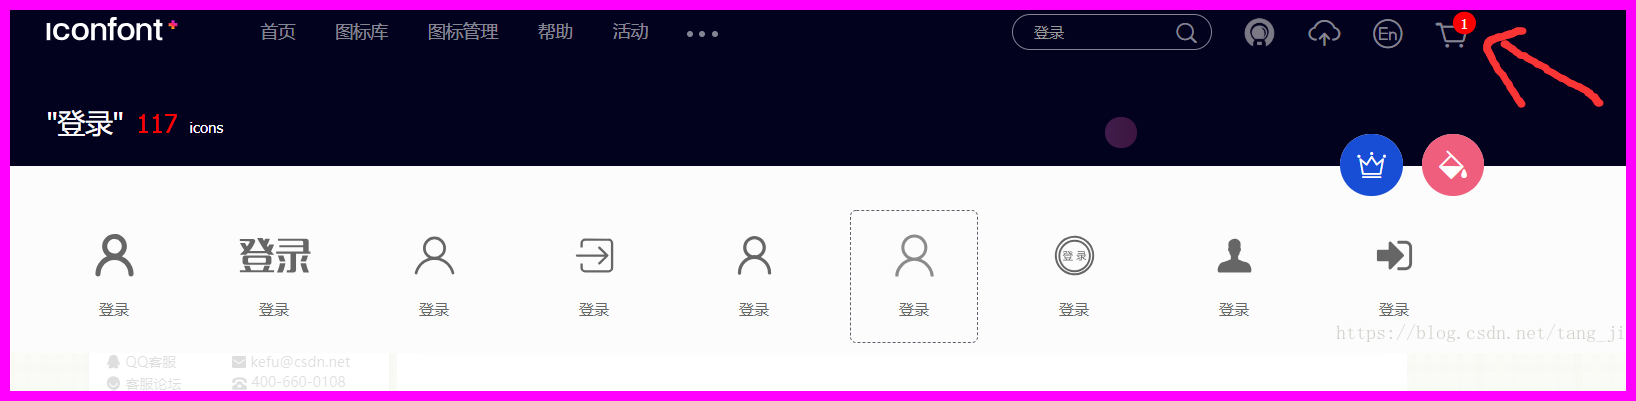 iconfont+ 首页 图标库 图标管理 帮助 活动 ••• 登录 En 1
"登录" 117 icons
登录 登录
登录 登录 登录 登录 登录 登录 登录 登录 登录
https://blog.csdn.net/tang_ji
QQ客服 kefu@csdn.net
客服论坛 400-660-0108